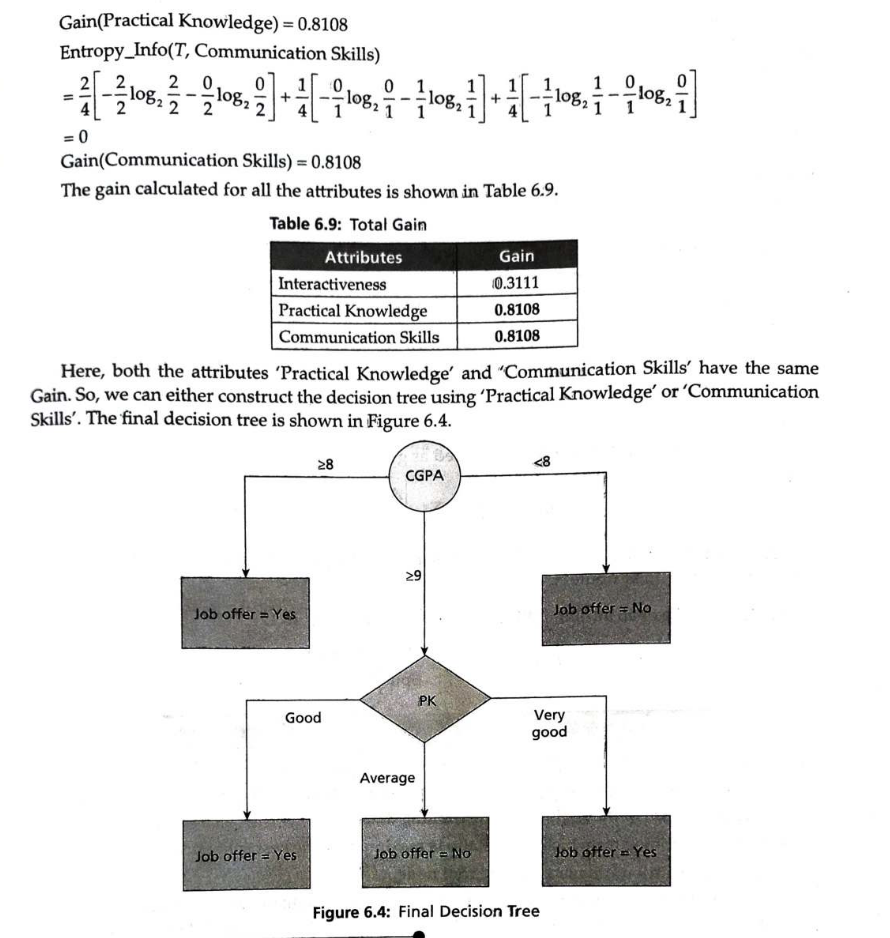 Gain(Practical Knowledge) = 0.8108
Entropy_Info(T, Communication Skills)
= 2/4[-2/2 log₂ 2/2 - 0/2 log₂ 0/2] + 1/4[-0/1 log₂ 0/1 - 1/1 log₂ 1/1] + 1/4[-1/1 log₂ 1/1 - 0/1 log₂ 0/1]
= 0
Gain(Communication Skills) = 0.8108
The gain calculated for all the attributes is shown in Table 6.9.
Table 6.9: Total Gain
Attributes Gain
Interactiveness 0.3111
Practical Knowledge 0.8108
Communication Skills 0.8108
Here, both the attributes 'Practical Knowledge' and 'Communication Skills' have the same
Gain. So, we can either construct the decision tree using 'Practical Knowledge' or 'Communication
Skills'. The final decision tree is shown in Figure 6.4.
≥8
CGPA
<8
≥9
Job offer = Yes
Job offer = No
PK
Good
Very
good
Average
Job offer = Yes
Job offer = No
Job offer = Yes
Figure 6.4: Final Decision Tree